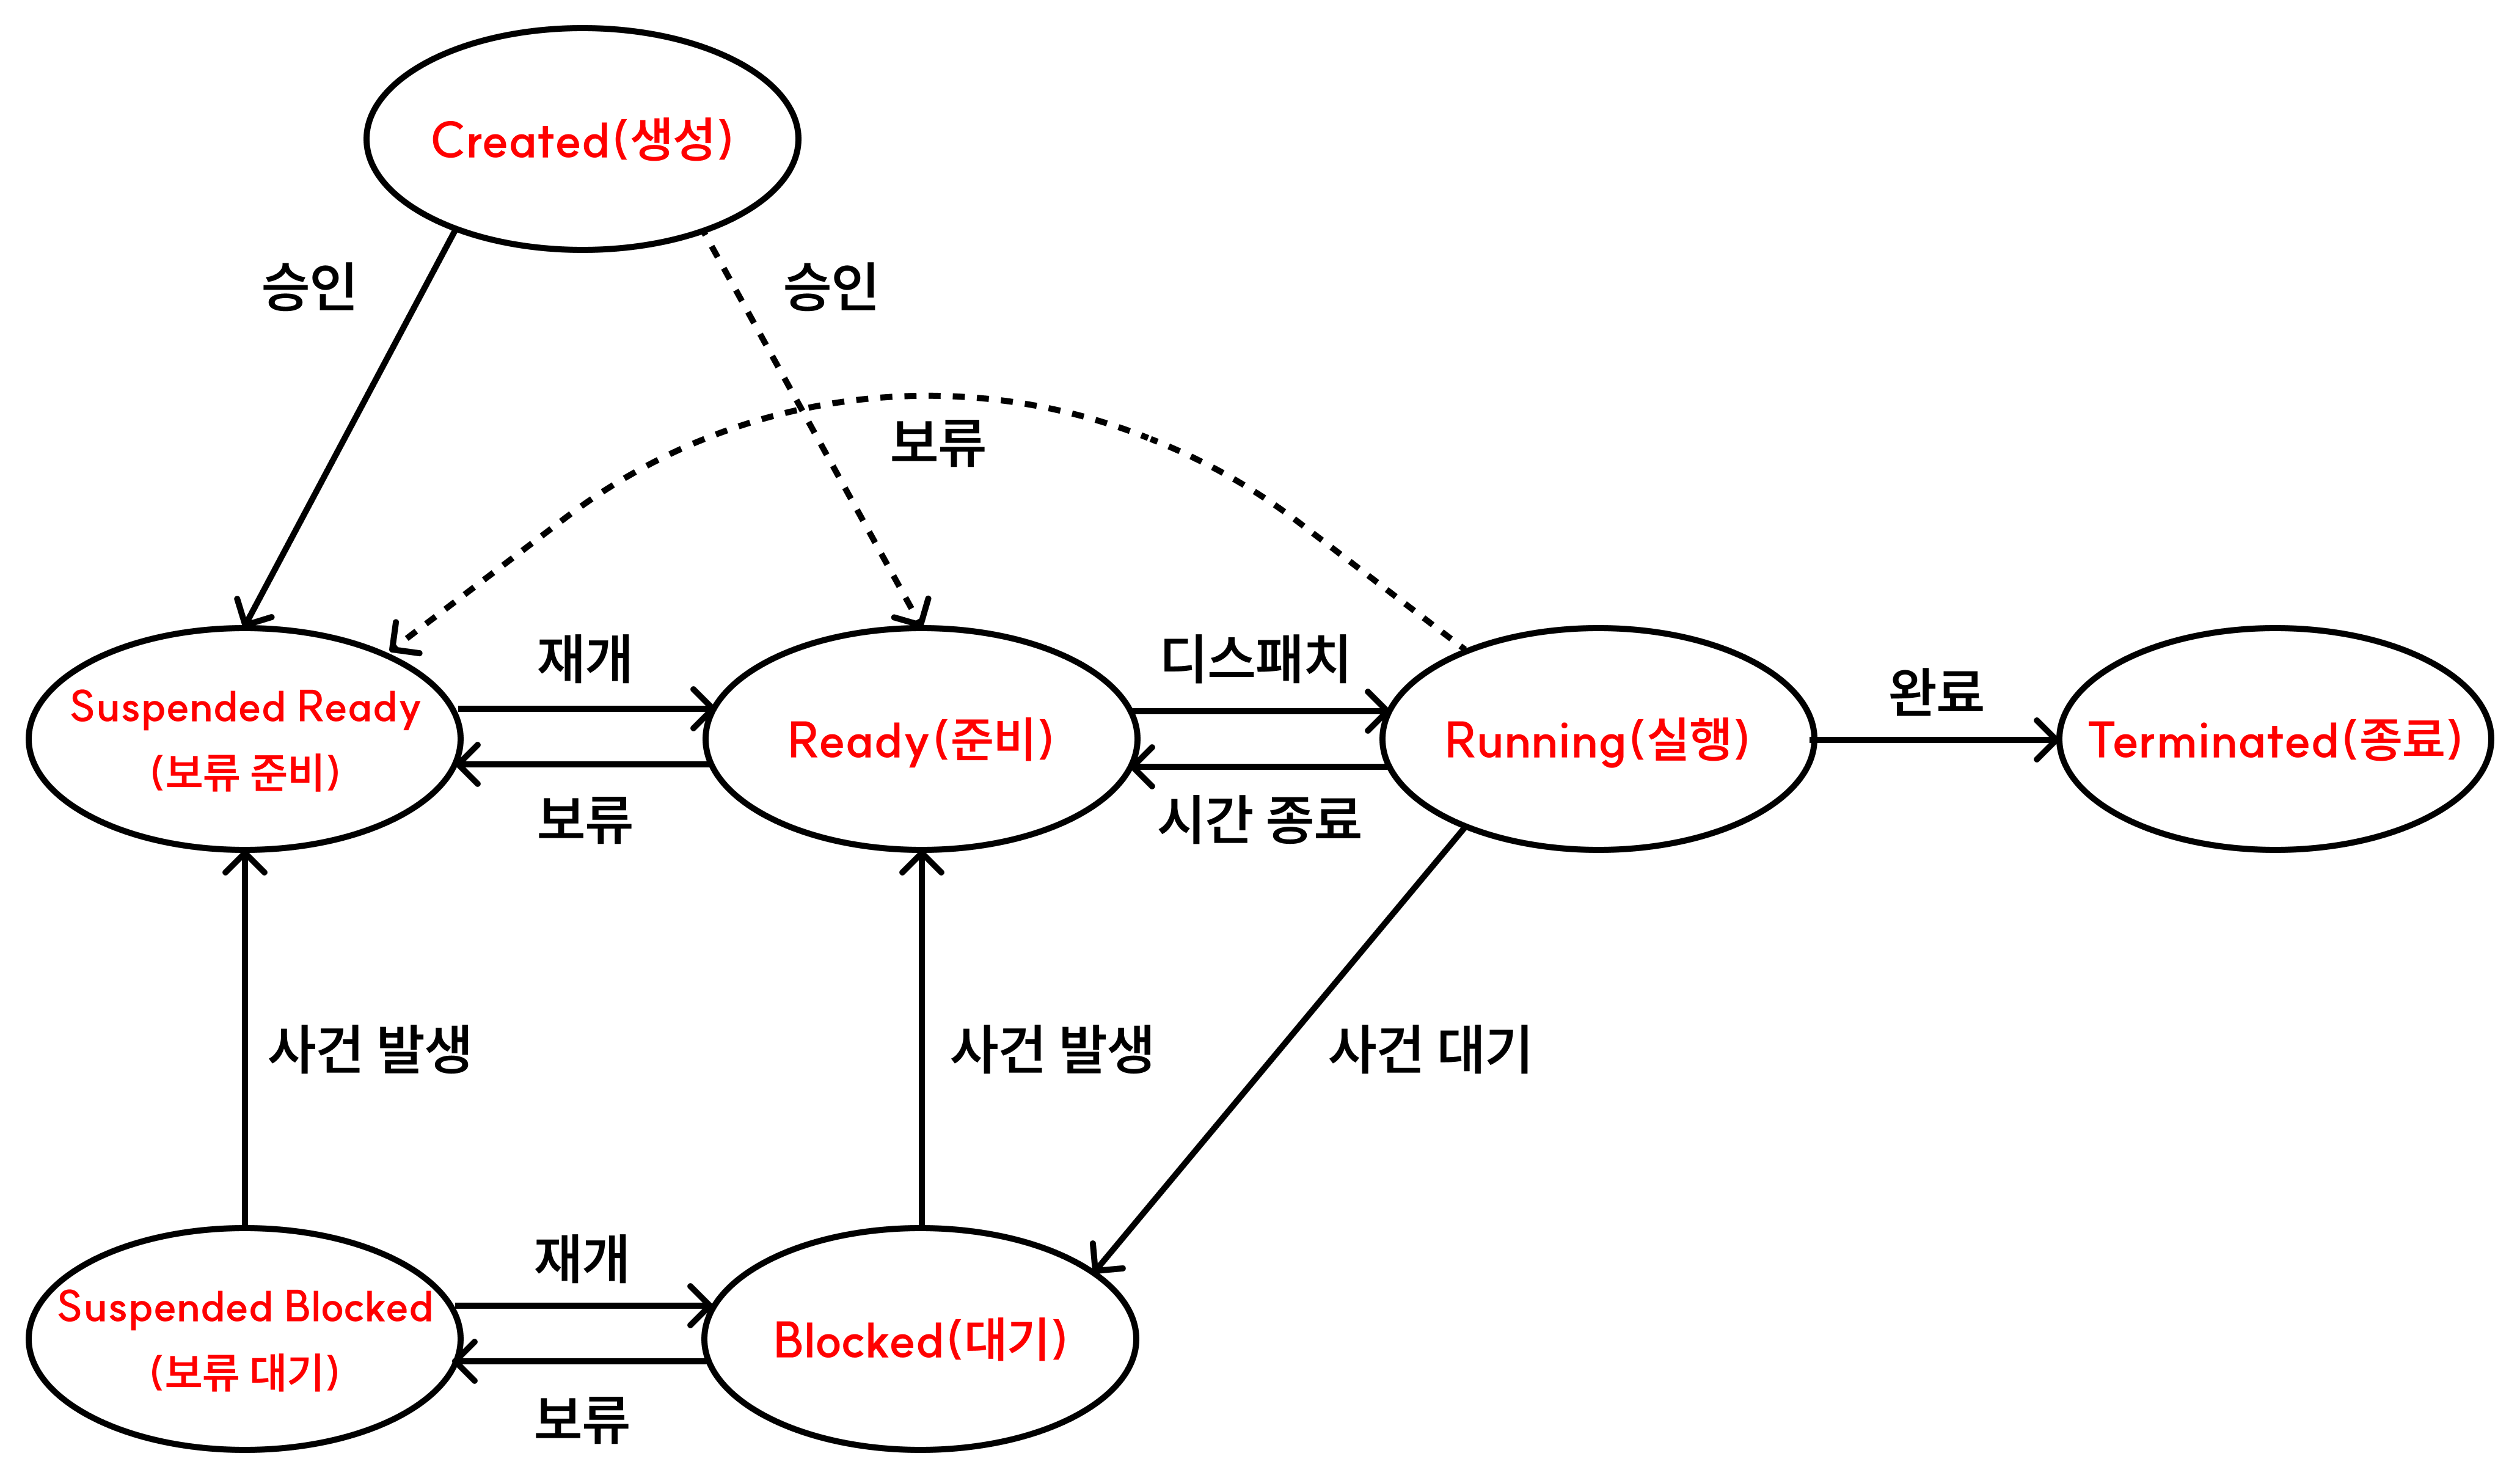 Created(생성)
승인
승인
보류
재개
디스패치
완료
Suspended Ready
(보류 준비)
Ready(준비)
Running(실행)
Terminated(종료)
보류
시간 종료
사건 발생
사건 발생
사건 대기
재개
Suspended Blocked
(보류 대기)
Blocked(대기)
보류